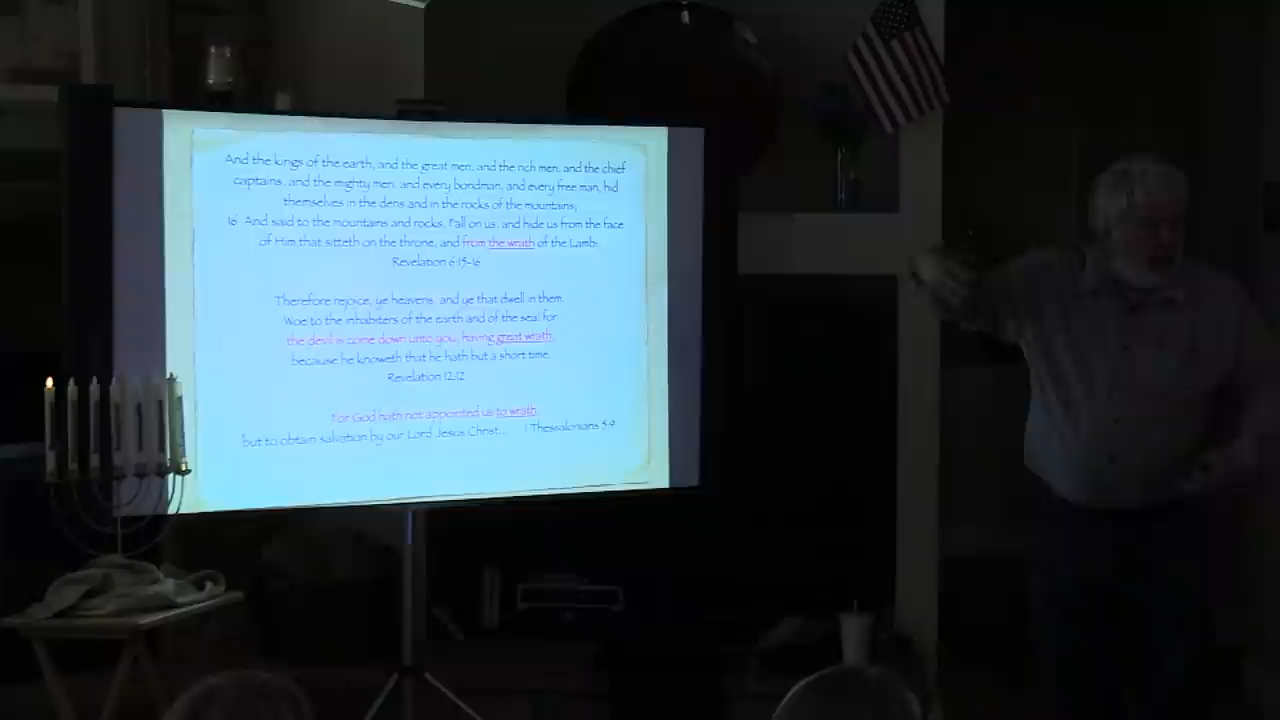 And the kings of the earth, and the great men, and the rich men, and the chief
captains, and the mighty men, and every bondman, and every free man, hid
themselves in the dens and in the rocks of the mountains;
16 And said to the mountains and rocks, Fall on us, and hide us from the face
of Him that sitteth on the throne, and from the wrath of the Lamb:
Revelation 6:15-16
Therefore rejoice, ye heavens, and ye that dwell in them.
Woe to the inhabiters of the earth and of the sea! for
the devil is come down unto you, having great wrath,
because he knoweth that he hath but a short time.
Revelation 12:12
For God hath not appointed us to wrath,
but to obtain salvation by our Lord Jesus Christ... 1 Thessalonians 5:9